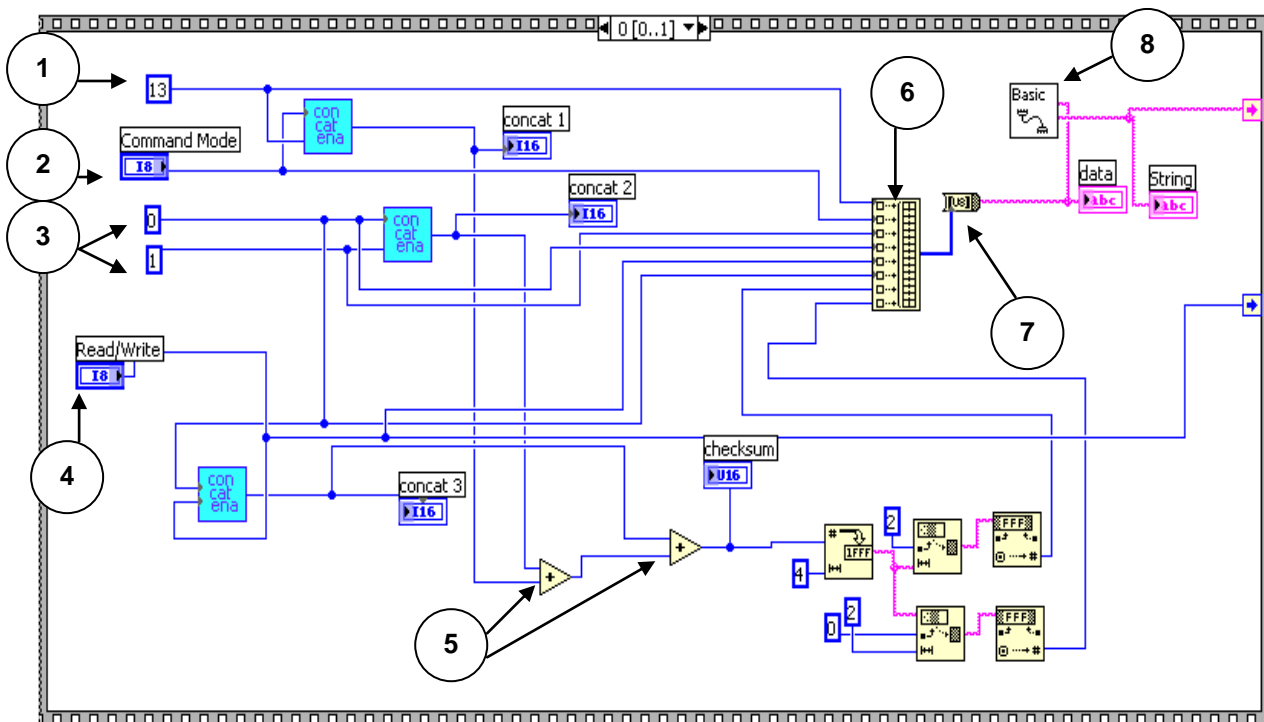 0 [0..1]
1
13
con
cat
ena
concat 1
I16
6
Basic
8
2
Command Mode
I8
concat 2
I16
data
abc
String
abc
3
0
1
con
cat
ena
[U8]
7
Read/Write
I8
4
con
cat
ena
concat 3
I16
checksum
U16
+
+
5
#
1FFF
4
2
FFF
#
0
2
FFF
#